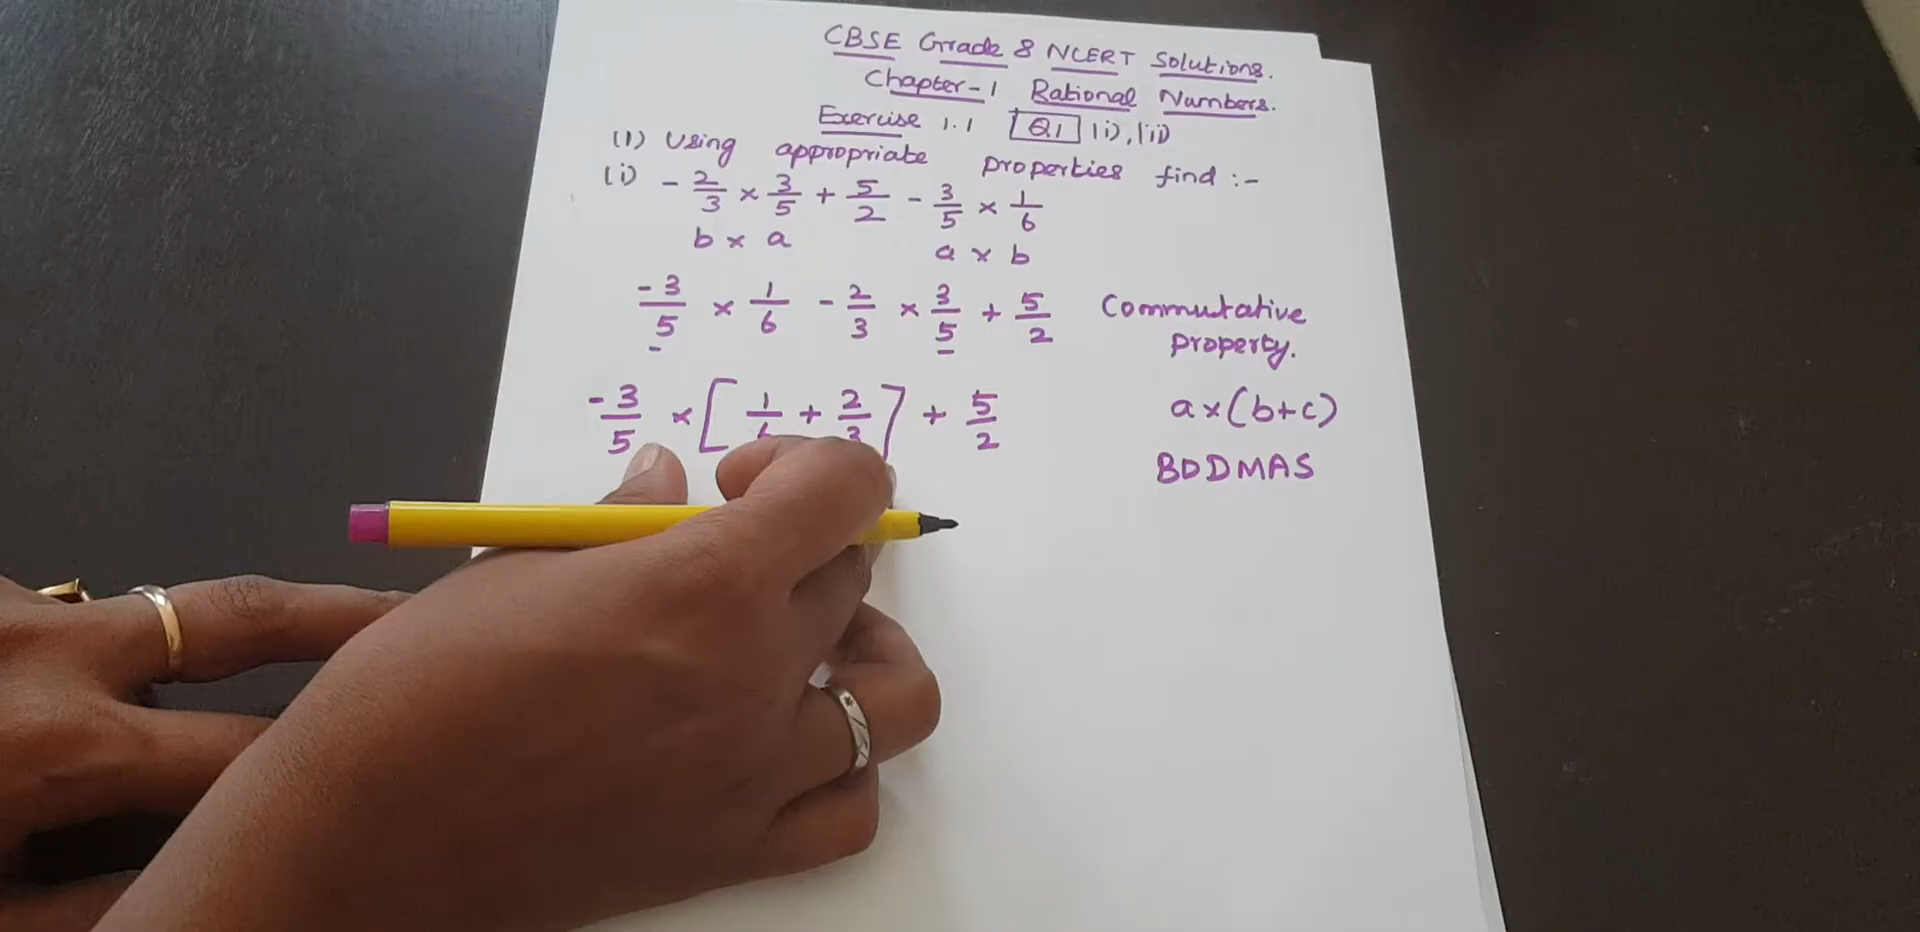 CBSE Grade 8 NCERT Solutions.
Chapter-1 Rational Numbers.
Exercise 1.1 Q1 (i), (ii)
(1) Using appropriate properties find :-
(i) - 2/3 × 3/5 + 5/2 - 3/5 × 1/6
b × a a × b
-3/5 × 1/6 - 2/3 × 3/5 + 5/2 Commutative
property.
-3/5 × [1/6 + 2/3] + 5/2 a×(b+c)
BODMAS